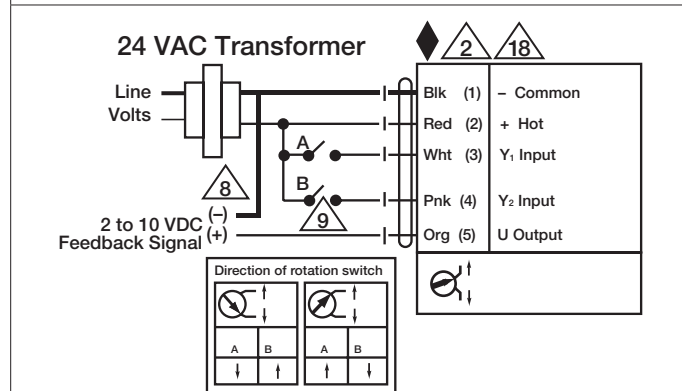 24 VAC Transformer
2
18
Line
Volts
Blk (1) – Common
Red (2) + Hot
A
Wht (3) Y₁ Input
B
Pnk (4) Y₂ Input
8
9
2 to 10 VDC (–)
Feedback Signal (+)
Org (5) U Output
Direction of rotation switch
A B A B